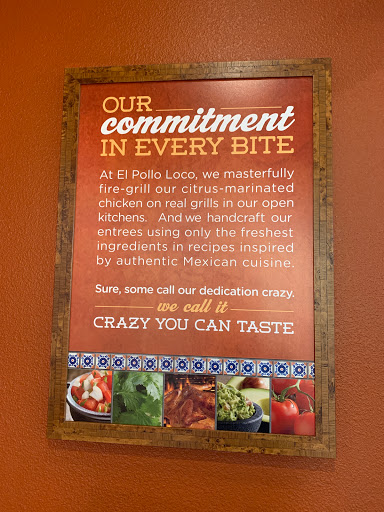 OUR
commitment
IN EVERY BITE
At El Pollo Loco, we masterfully
fire-grill our citrus-marinated
chicken on real grills in our open
kitchens. And we handcraft our
entrees using only the freshest
ingredients in recipes inspired
by authentic Mexican cuisine.
Sure, some call our dedication crazy.
we call it
CRAZY YOU CAN TASTE